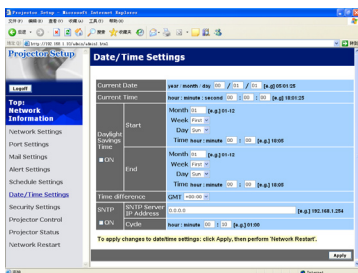 Projector Setup - Microsoft Internet Explorer
Projector Setup
Date/Time Settings
Logoff
Top:
Network
Information
Network Settings
Port Settings
Mail Settings
Alert Settings
Schedule Settings
Date/Time Settings
Security Settings
Projector Control
Projector Status
Network Restart
Current Date year : month : day 00 / 01 / 01 [e.g] 05:01:25
Current Time hour : minute : second 00 : 00 : 00 [e.g] 18:01:25
Daylight Savings Time
ON
Start
Month 01 [e.g.] 01-12
Week First
Day Sun
Time hour : minute 00 : 00 [e.g] 18:05
End
Month 01 [e.g.] 01-12
Week First
Day Sun
Time hour : minute 00 : 00 [e.g] 18:05
Time difference GMT +00:00
SNTP
ON
SNTP Server IP Address 0.0.0.0 [e.g.] 192.168.1.254
Cycle hour : minute 00 : 10 [e.g.] 01:00
To apply changes to date/time settings: click Apply, then perform 'Network Restart'.
Apply
Internet